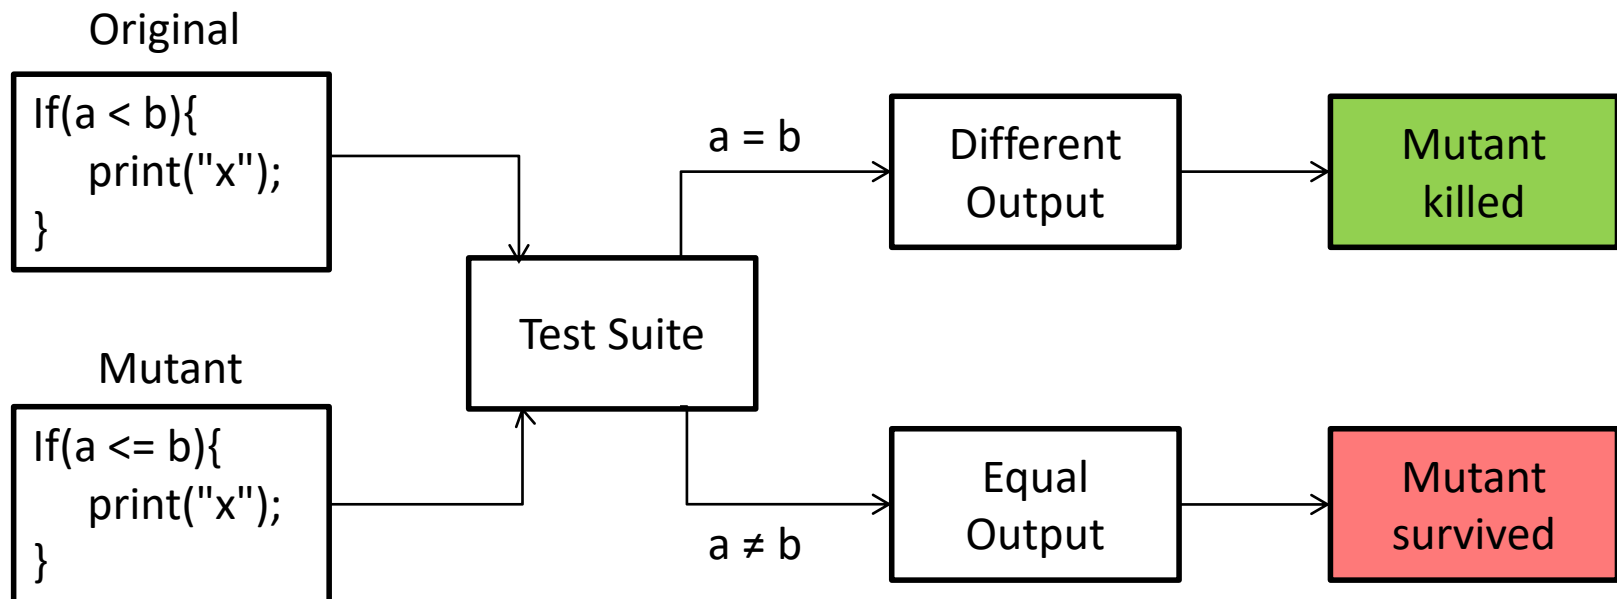 Original
If(a < b){
print("x");
}
Mutant
If(a <= b){
print("x");
}
Test Suite
a = b
Different
Output
Mutant
killed
a ≠ b
Equal
Output
Mutant
survived